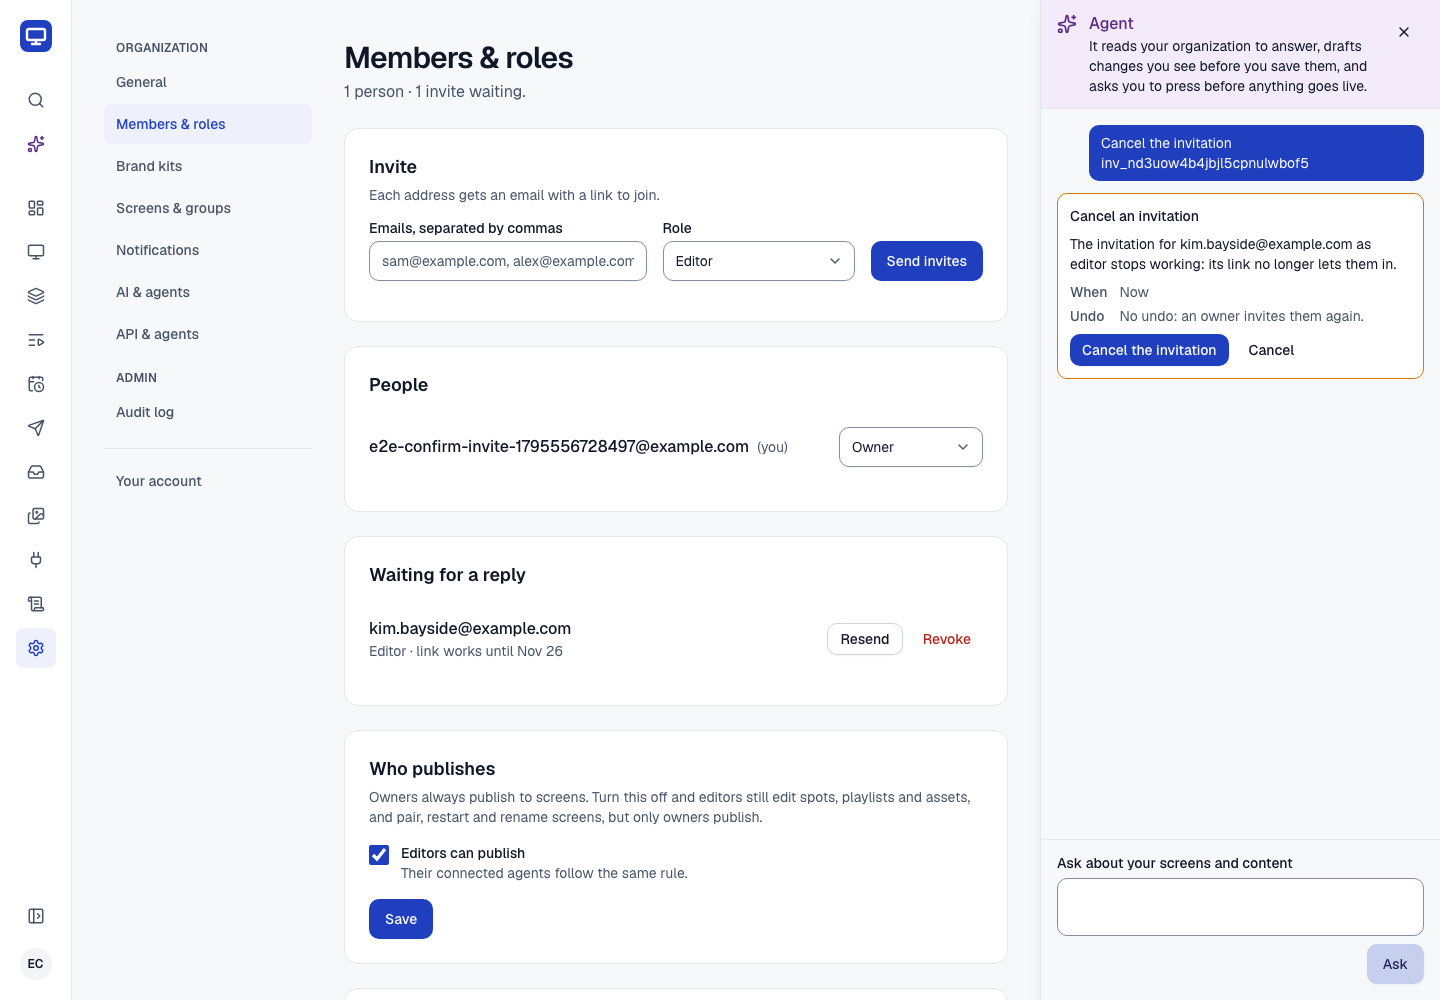 ORGANIZATION
General
Members & roles
Brand kits
Screens & groups
Notifications
AI & agents
API & agents
ADMIN
Audit log
Your account
EC
Members & roles
1 person · 1 invite waiting.
Invite
Each address gets an email with a link to join.
Emails, separated by commas
Role
sam@example.com, alex@example.com
Editor
Send invites
People
e2e-confirm-invite-1795556728497@example.com (you)
Owner
Waiting for a reply
kim.bayside@example.com
Editor · link works until Nov 26
Resend
Revoke
Who publishes
Owners always publish to screens. Turn this off and editors still edit spots, playlists and assets,
and pair, restart and rename screens, but only owners publish.
Editors can publish
Their connected agents follow the same rule.
Save
Agent
It reads your organization to answer, drafts
changes you see before you save them, and
asks you to press before anything goes live.
Cancel the invitation
inv_nd3uow4b4jbjl5cpnulwbof5
Cancel an invitation
The invitation for kim.bayside@example.com as
editor stops working: its link no longer lets them in.
When Now
Undo No undo: an owner invites them again.
Cancel the invitation
Cancel
Ask about your screens and content
Ask